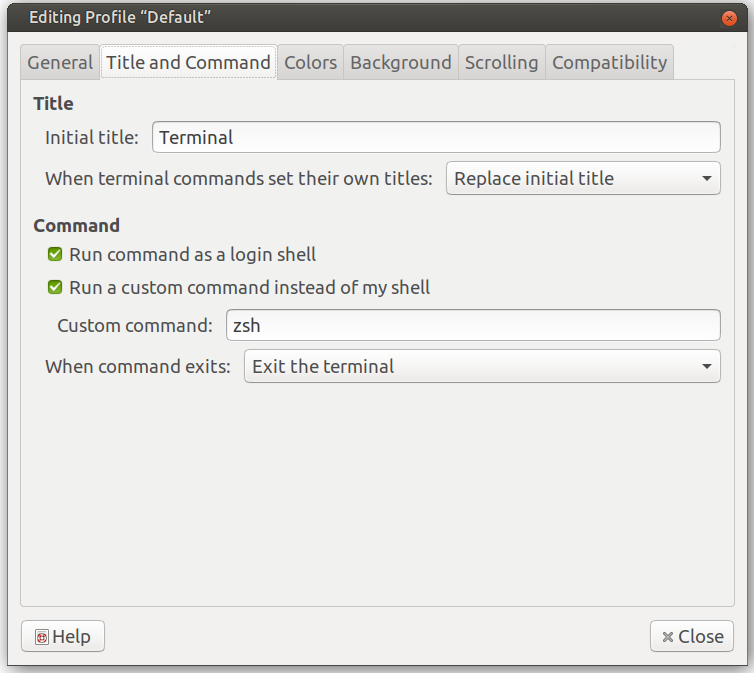 Editing Profile “Default”
General Title and Command Colors Background Scrolling Compatibility
Title
Initial title: Terminal
When terminal commands set their own titles: Replace initial title
Command
Run command as a login shell
Run a custom command instead of my shell
Custom command: zsh
When command exits: Exit the terminal
Help Close